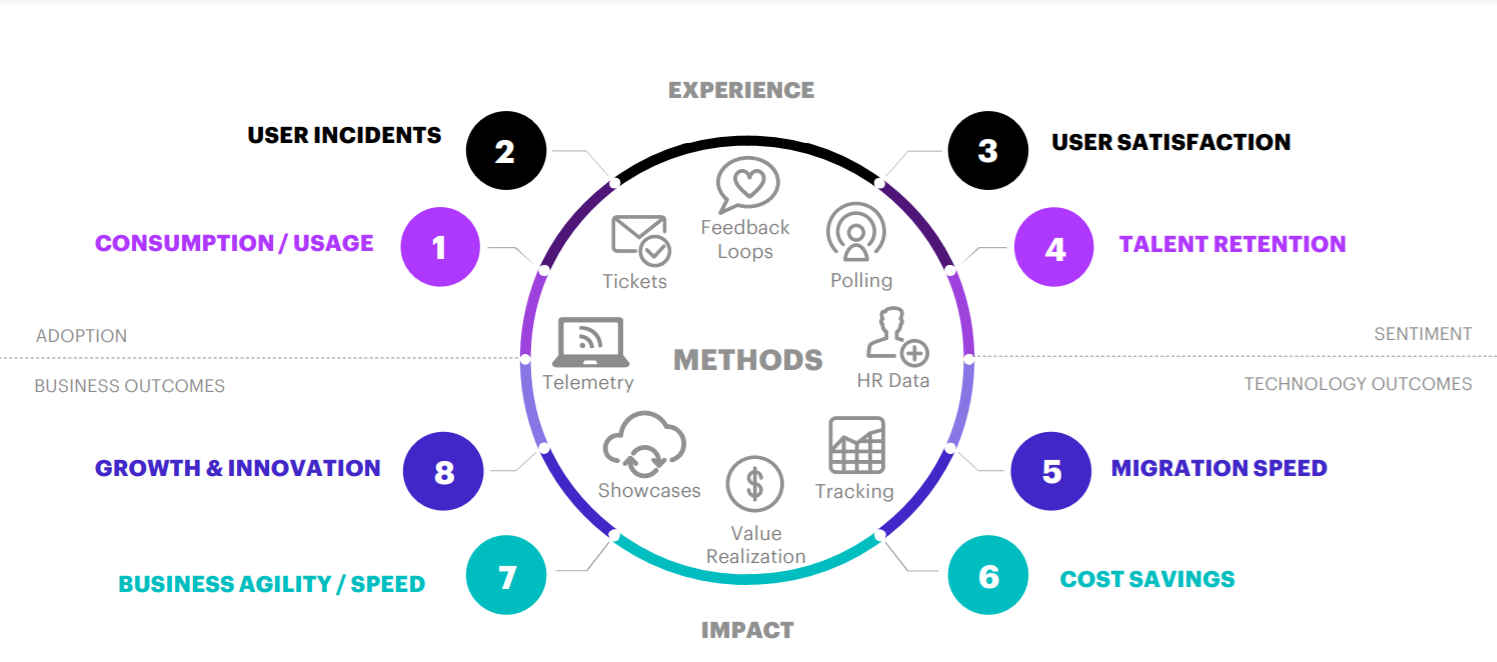 EXPERIENCE
USER INCIDENTS
2
3
USER SATISFACTION
CONSUMPTION / USAGE
1
4
TALENT RETENTION
Feedback
Loops
Tickets
Polling
ADOPTION
SENTIMENT
METHODS
BUSINESS OUTCOMES
TECHNOLOGY OUTCOMES
Telemetry
HR Data
GROWTH & INNOVATION
8
5
MIGRATION SPEED
Showcases
Tracking
Value
Realization
BUSINESS AGILITY / SPEED
7
6
COST SAVINGS
IMPACT
$